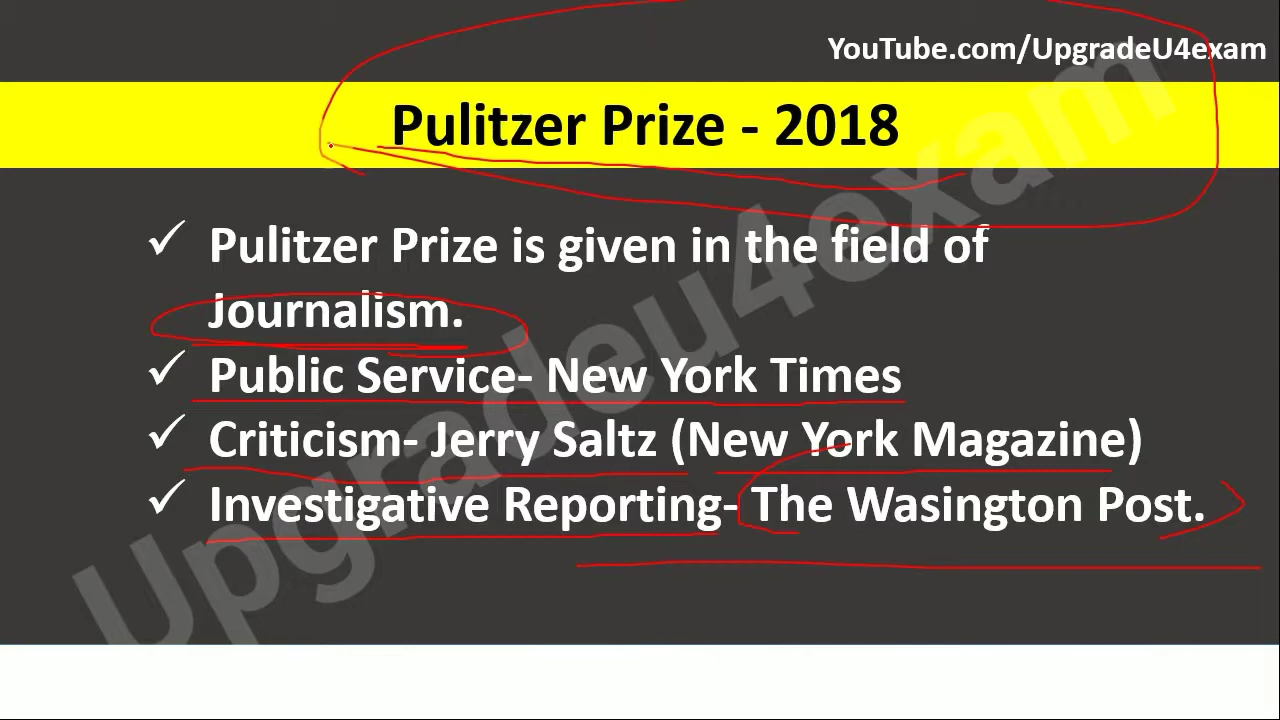 YouTube.com/UpgradeU4exam
Pulitzer Prize - 2018
✓ Pulitzer Prize is given in the field of
Journalism.
✓ Public Service- New York Times
✓ Criticism- Jerry Saltz (New York Magazine)
✓ Investigative Reporting- The Wasington Post.
Upgradeu4exam